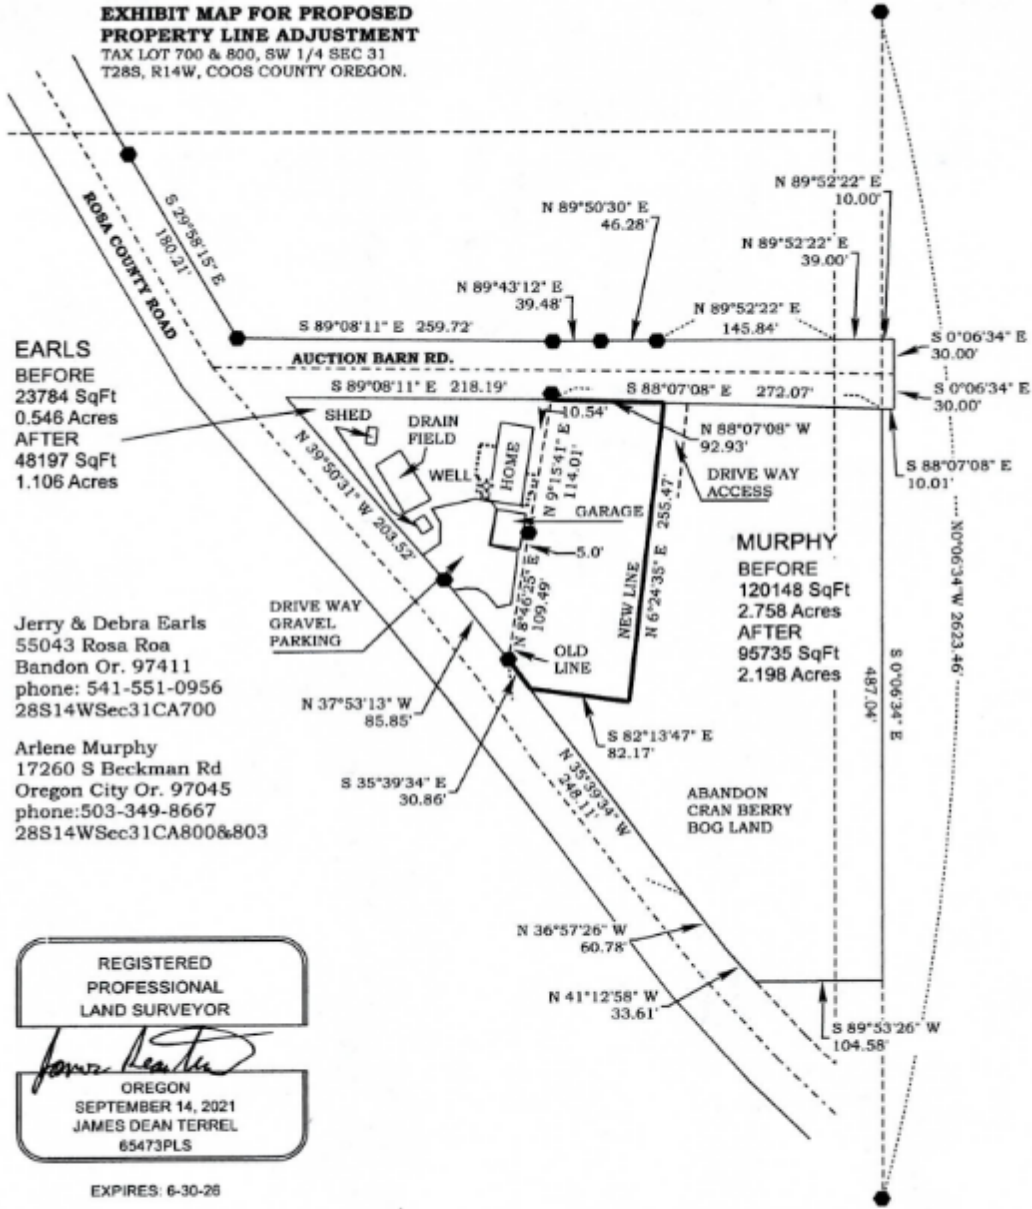 EXHIBIT MAP FOR PROPOSED
PROPERTY LINE ADJUSTMENT
TAX LOT 700 & 800, SW 1/4 SEC 31
T28S, R14W, COOS COUNTY OREGON.
S 29°58'15" E
180.21'
ROSA COUNTY ROAD
N 89°52'22" E
10.00'
N 89°50'30" E
46.28'
N 89°52'22" E
39.00'
N 89°43'12" E
39.48'
N 89°52'22" E
145.84'
S 89°08'11" E 259.72'
S 0°06'34" E
30.00'
AUCTION BARN RD.
S 0°06'34" E
30.00'
S 89°08'11" E 218.19'
S 88°07'08" E 272.07'
10.54'
N 88°07'08" W
92.93'
S 88°07'08" E
10.01'
EARLS
BEFORE
23784 SqFt
0.546 Acres
AFTER
48197 SqFt
1.106 Acres
SHED
DRAIN
FIELD
WELL
HOME
GARAGE
N 39°50'31" W 203.52'
N 9°15'41" E
114.01'
5.0'
DRIVE WAY
ACCESS
NEW LINE
N 6°24'35" E 255.47'
N 8°46'25" E
109.49'
MURPHY
BEFORE
120148 SqFt
2.758 Acres
AFTER
95735 SqFt
2.198 Acres
N0°06'34"W 2623.46'
S 0°06'34" E
487.04'
DRIVE WAY
GRAVEL
PARKING
OLD
LINE
Jerry & Debra Earls
55043 Rosa Roa
Bandon Or. 97411
phone: 541-551-0956
28S14WSec31CA700
N 37°53'13" W
85.85'
S 82°13'47" E
82.17'
Arlene Murphy
17260 S Beckman Rd
Oregon City Or. 97045
phone:503-349-8667
28S14WSec31CA800&803
S 35°39'34" E
30.86'
N 35°39'34" W
248.11'
ABANDON
CRAN BERRY
BOG LAND
N 36°57'26" W
60.78'
N 41°12'58" W
33.61'
S 89°53'26" W
104.58'
REGISTERED
PROFESSIONAL
LAND SURVEYOR
OREGON
SEPTEMBER 14, 2021
JAMES DEAN TERREL
65473PLS
EXPIRES: 6-30-26